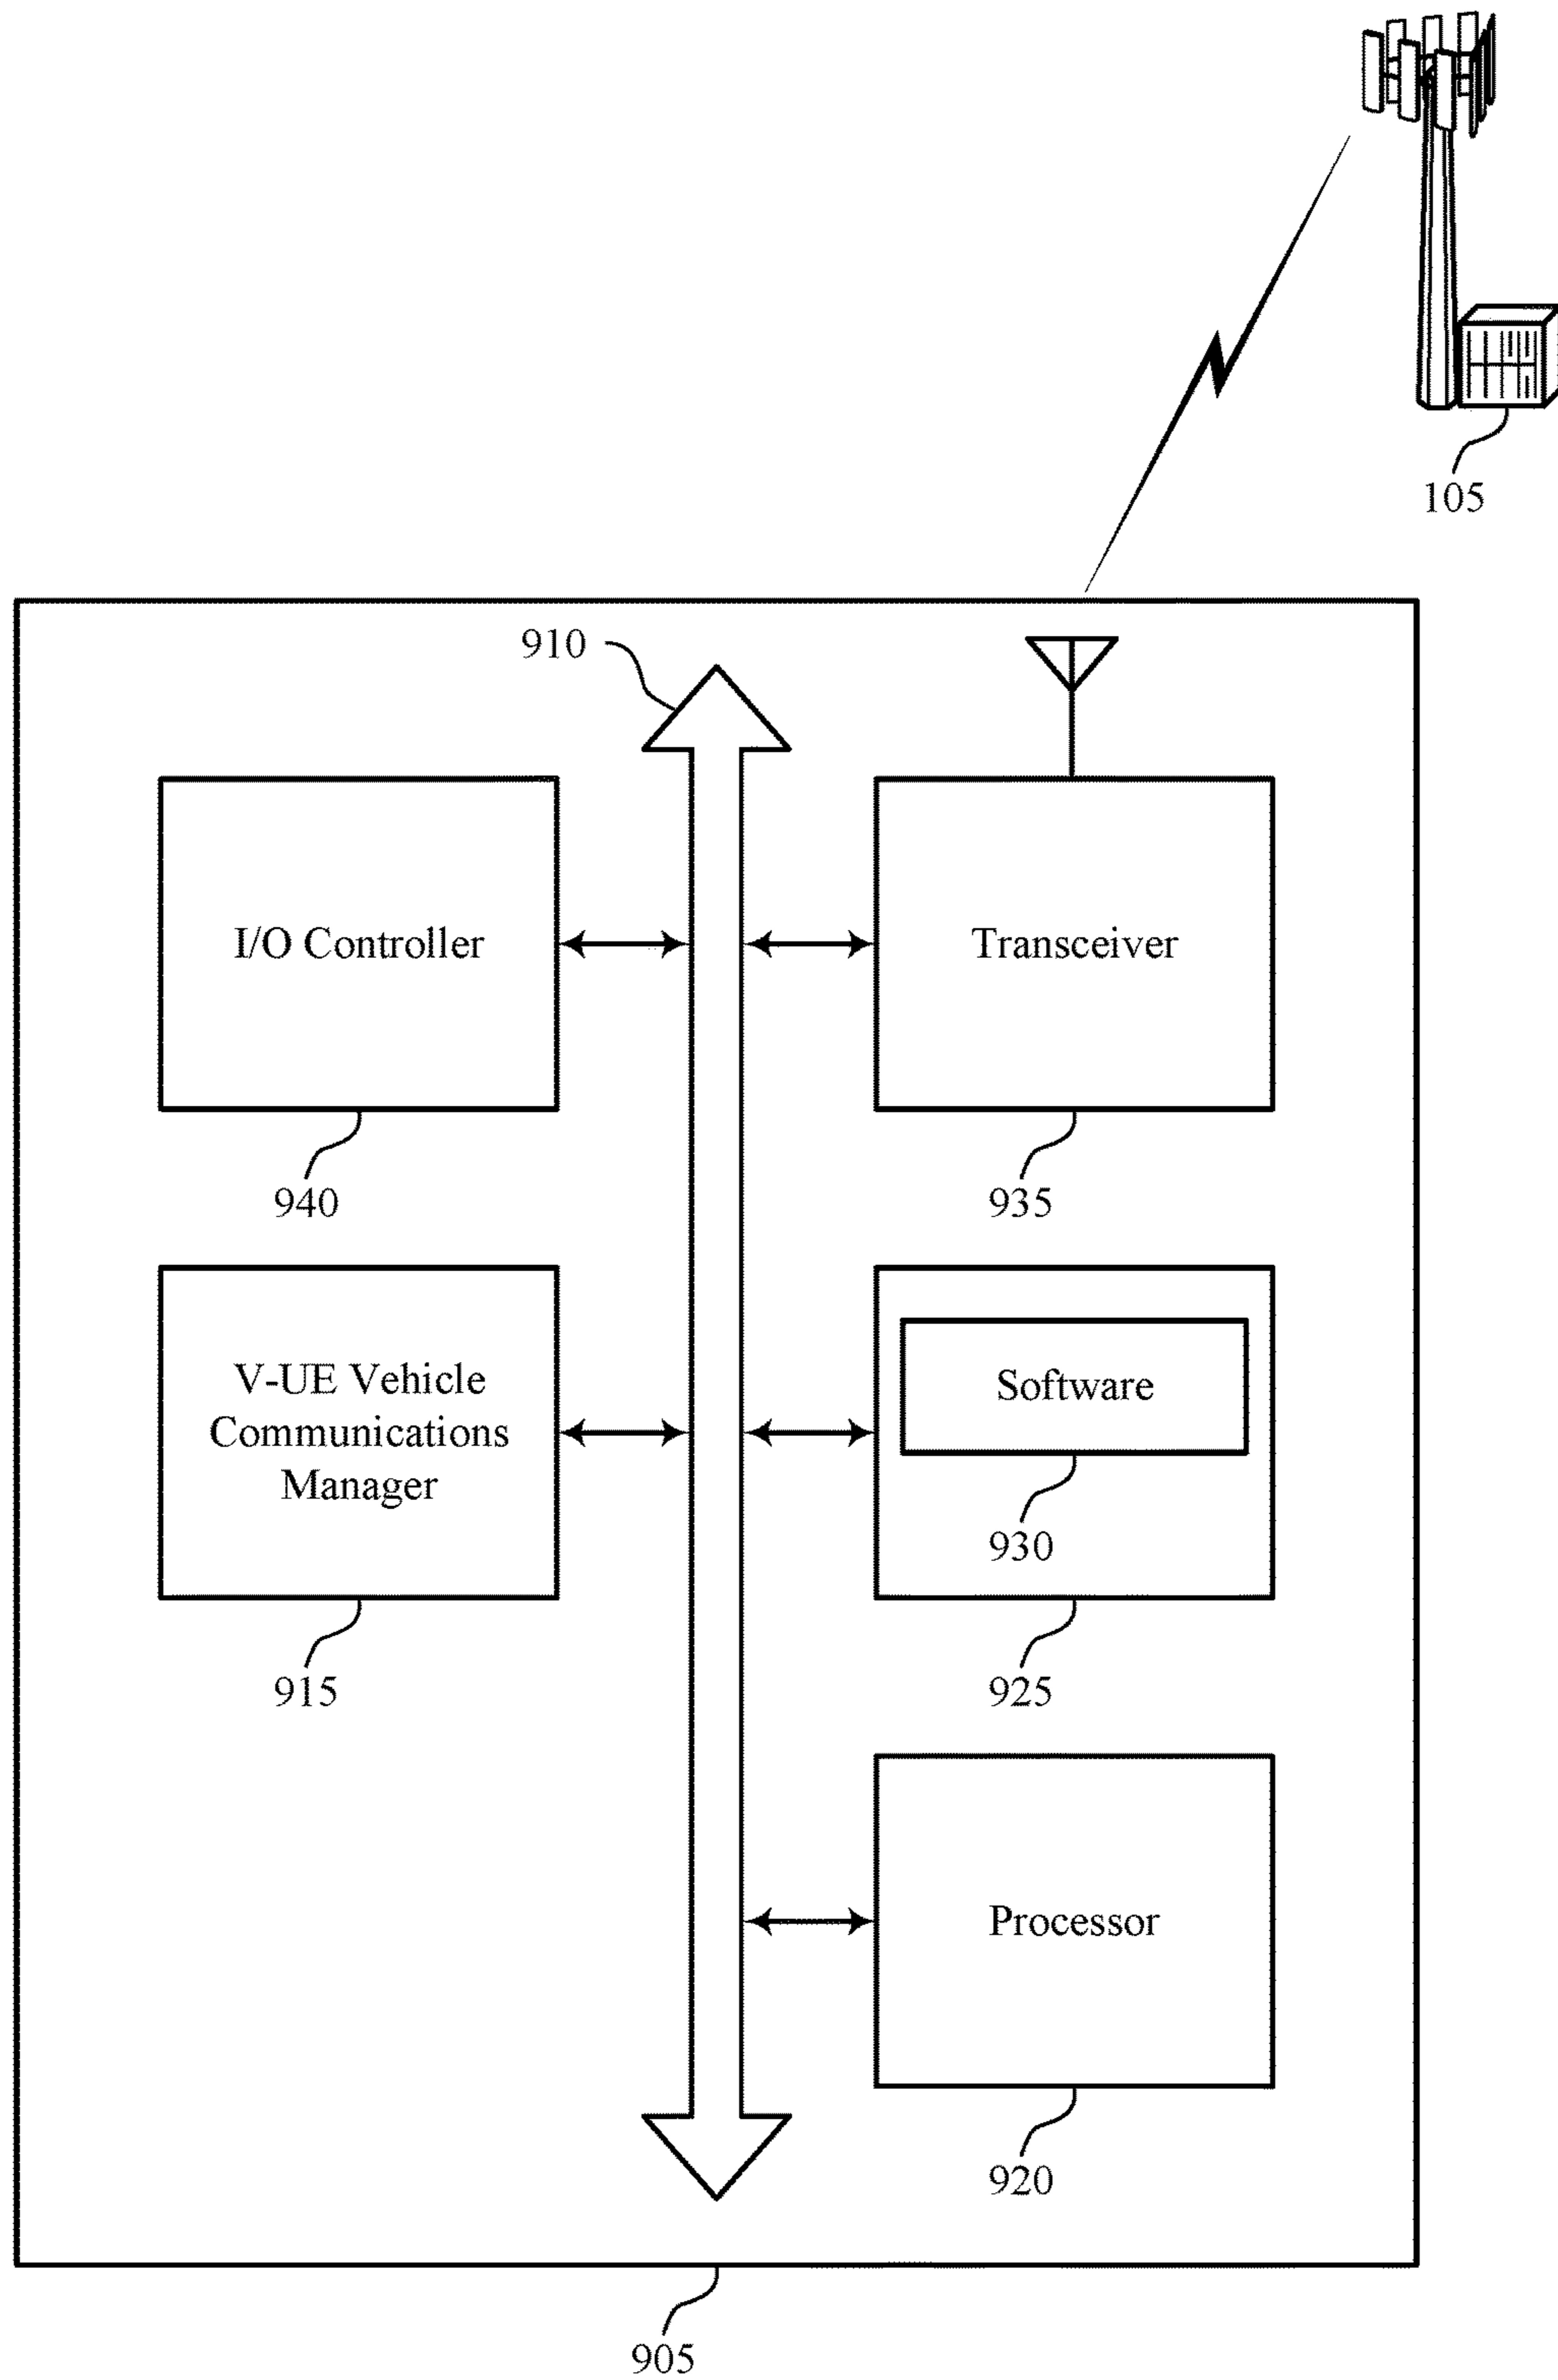 105
910
I/O Controller
Transceiver
940
935
V-UE Vehicle
Communications
Manager
Software
930
915
925
Processor
920
905